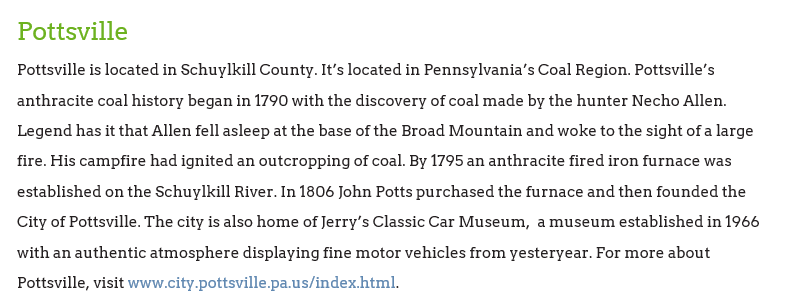 Pottsville
Pottsville is located in Schuylkill County. It’s located in Pennsylvania’s Coal Region. Pottsville’s
anthracite coal history began in 1790 with the discovery of coal made by the hunter Necho Allen.
Legend has it that Allen fell asleep at the base of the Broad Mountain and woke to the sight of a large
fire. His campfire had ignited an outcropping of coal. By 1795 an anthracite fired iron furnace was
established on the Schuylkill River. In 1806 John Potts purchased the furnace and then founded the
City of Pottsville. The city is also home of Jerry’s Classic Car Museum,  a museum established in 1966
with an authentic atmosphere displaying fine motor vehicles from yesteryear. For more about
Pottsville, visit www.city.pottsville.pa.us/index.html.